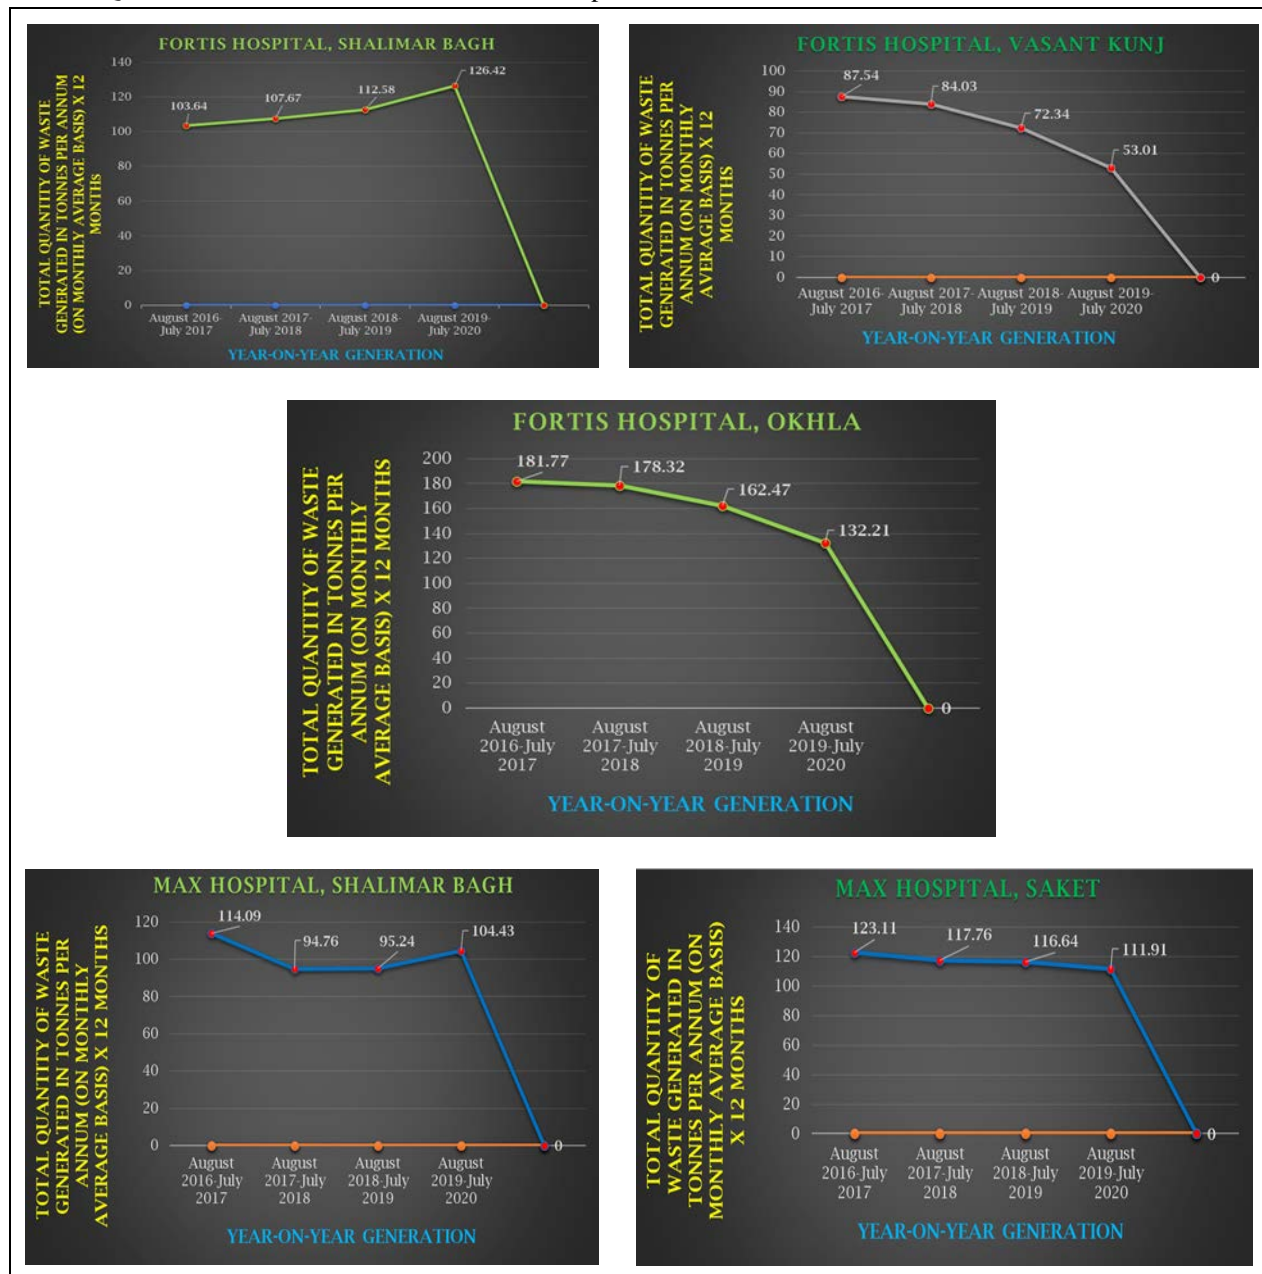 FORTIS HOSPITAL, SHALIMAR BAGH
TOTAL QUANTITY OF WASTE
GENERATED IN TONNES PER ANNUM
(ON MONTHLY AVERAGE BASIS) X 12
MONTHS
140
120
100
80
60
40
20
0
103.64
107.67
112.58
126.42
August 2016-
July 2017
August 2017-
July 2018
August 2018-
July 2019
August 2019-
July 2020
YEAR-ON-YEAR GENERATION
FORTIS HOSPITAL, VASANT KUNJ
TOTAL QUANTITY OF WASTE
GENERATED IN TONNES PER
ANNUM (ON MONTHLY
AVERAGE BASIS) X 12
MONTHS
100
90
80
70
60
50
40
30
20
10
0
87.54
84.03
72.34
53.01
0
August 2016-
July 2017
August 2017-
July 2018
August 2018-
July 2019
August 2019-
July 2020
YEAR-ON-YEAR GENERATION
FORTIS HOSPITAL, OKHLA
TOTAL QUANTITY OF WASTE
GENERATED IN TONNES PER
ANNUM (ON MONTHLY
AVERAGE BASIS) X 12 MONTHS
200
180
160
140
120
100
80
60
40
20
0
181.77
178.32
162.47
132.21
0
August
2016-July
2017
August
2017-July
2018
August
2018-July
2019
August
2019-July
2020
YEAR-ON-YEAR GENERATION
MAX HOSPITAL, SHALIMAR BAGH
TOTAL QUANTITY OF WASTE
GENERATED IN TONNES PER
ANNUM (ON MONTHLY
AVERAGE BASIS) X 12 MONTHS
120
100
80
60
40
20
0
114.09
94.76
95.24
104.43
0
August
2016-July
2017
August
2017-July
2018
August
2018-July
2019
August
2019-July
2020
YEAR-ON-YEAR GENERATION
MAX HOSPITAL, SAKET
TOTAL QUANTITY OF
WASTE GENERATED IN
TONNES PER ANNUM (ON
MONTHLY AVERAGE BASIS)
X 12 MONTHS
140
120
100
80
60
40
20
0
123.11
117.76
116.64
111.91
0
August
2016-July
2017
August
2017-July
2018
August
2018-July
2019
August
2019-July
2020
YEAR-ON-YEAR GENERATION